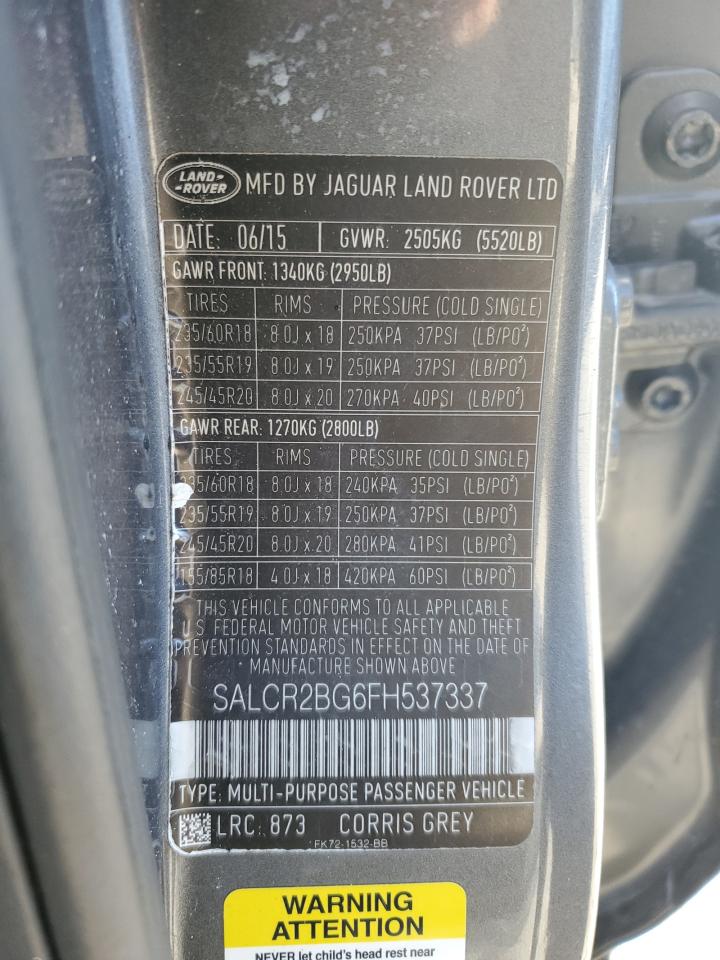 LAND-
-ROVER
MFD BY JAGUAR LAND ROVER LTD
DATE: 06/15 GVWR: 2505KG (5520LB)
GAWR FRONT: 1340KG (2950LB)
TIRES RIMS PRESSURE (COLD SINGLE)
235/60R18 8.0J x 18 250KPA 37PSI (LB/PO²)
235/55R19 8.0J x 19 250KPA 37PSI (LB/PO²)
245/45R20 8.0J x 20 270KPA 40PSI (LB/PO²)
GAWR REAR: 1270KG (2800LB)
TIRES RIMS PRESSURE (COLD SINGLE)
235/60R18 8.0J x 18 240KPA 35PSI (LB/PO²)
235/55R19 8.0J x 19 250KPA 37PSI (LB/PO²)
245/45R20 8.0J x 20 280KPA 41PSI (LB/PO²)
155/85R18 4.0J x 18 420KPA 60PSI (LB/PO²)
THIS VEHICLE CONFORMS TO ALL APPLICABLE
U.S. FEDERAL MOTOR VEHICLE SAFETY AND THEFT
PREVENTION STANDARDS IN EFFECT ON THE DATE OF
MANUFACTURE SHOWN ABOVE.
SALCR2BG6FH537337
TYPE: MULTI-PURPOSE PASSENGER VEHICLE
LRC: 873 CORRIS GREY
FK72-1532-BB
WARNING
ATTENTION
NEVER let child's head rest near